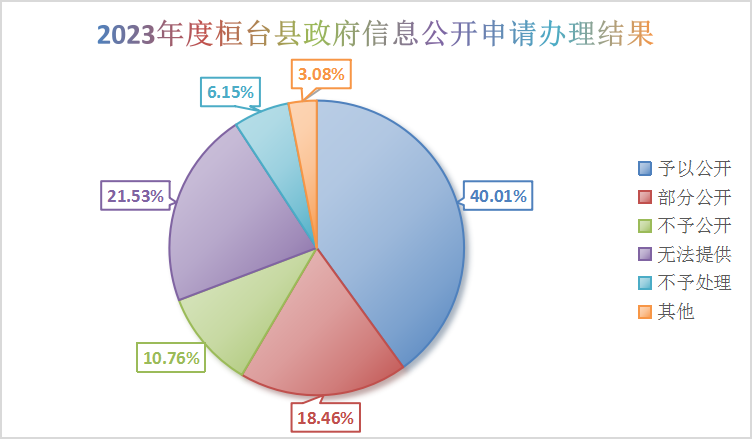 2023年度桓台县政府信息公开申请办理结果
3.08%
6.15%
21.53%
40.01%
10.76%
18.46%
予以公开
部分公开
不予公开
无法提供
不予处理
其他